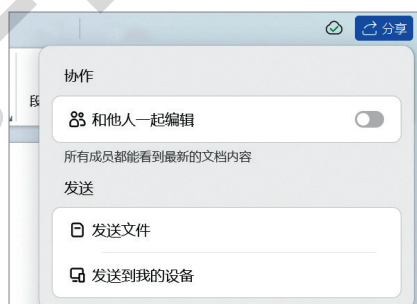 分享
协作
段
和他人一起编辑
所有成员都能看到最新的文档内容
发送
发送文件
发送到我的设备